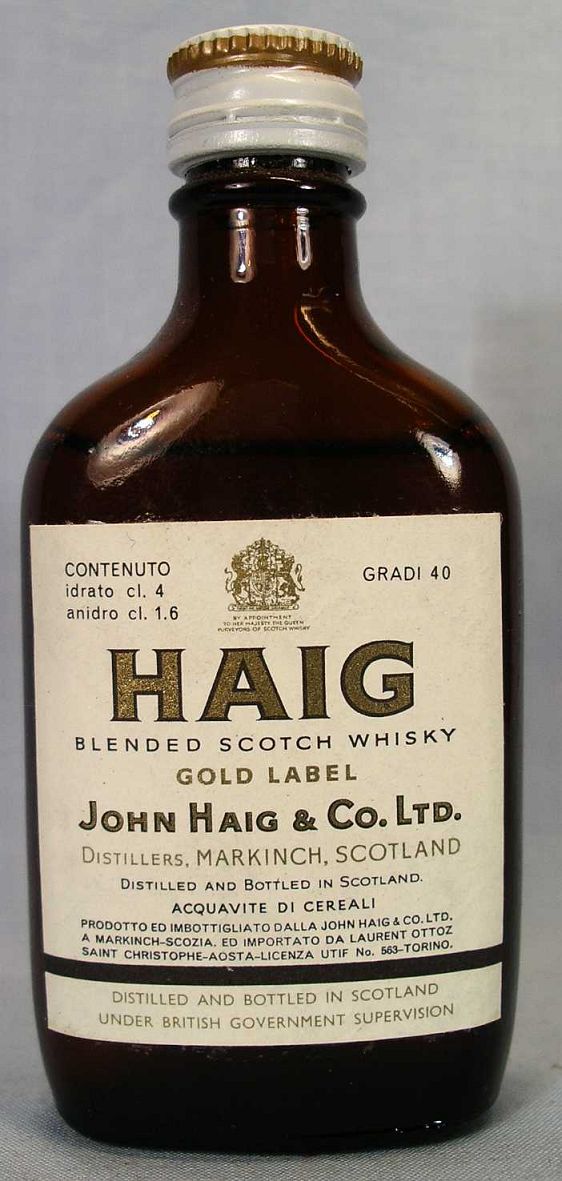 CONTENUTO
idrato cl. 4
anidro cl. 1.6
GRADI 40
BY APPOINTMENT
TO HER MAJESTY THE QUEEN
PURVEYORS OF SCOTCH WHISKY
HAIG
BLENDED SCOTCH WHISKY
GOLD LABEL
JOHN HAIG & CO. LTD.
DISTILLERS, MARKINCH, SCOTLAND
DISTILLED AND BOTTLED IN SCOTLAND.
ACQUAVITE DI CEREALI
PRODOTTO ED IMBOTTIGLIATO DALLA JOHN HAIG & CO. LTD.
A MARKINCH-SCOZIA. ED IMPORTATO DA LAURENT OTTOZ
SAINT CHRISTOPHE-AOSTA-LICENZA UTIF No. 563-TORINO.
DISTILLED AND BOTTLED IN SCOTLAND
UNDER BRITISH GOVERNMENT SUPERVISION